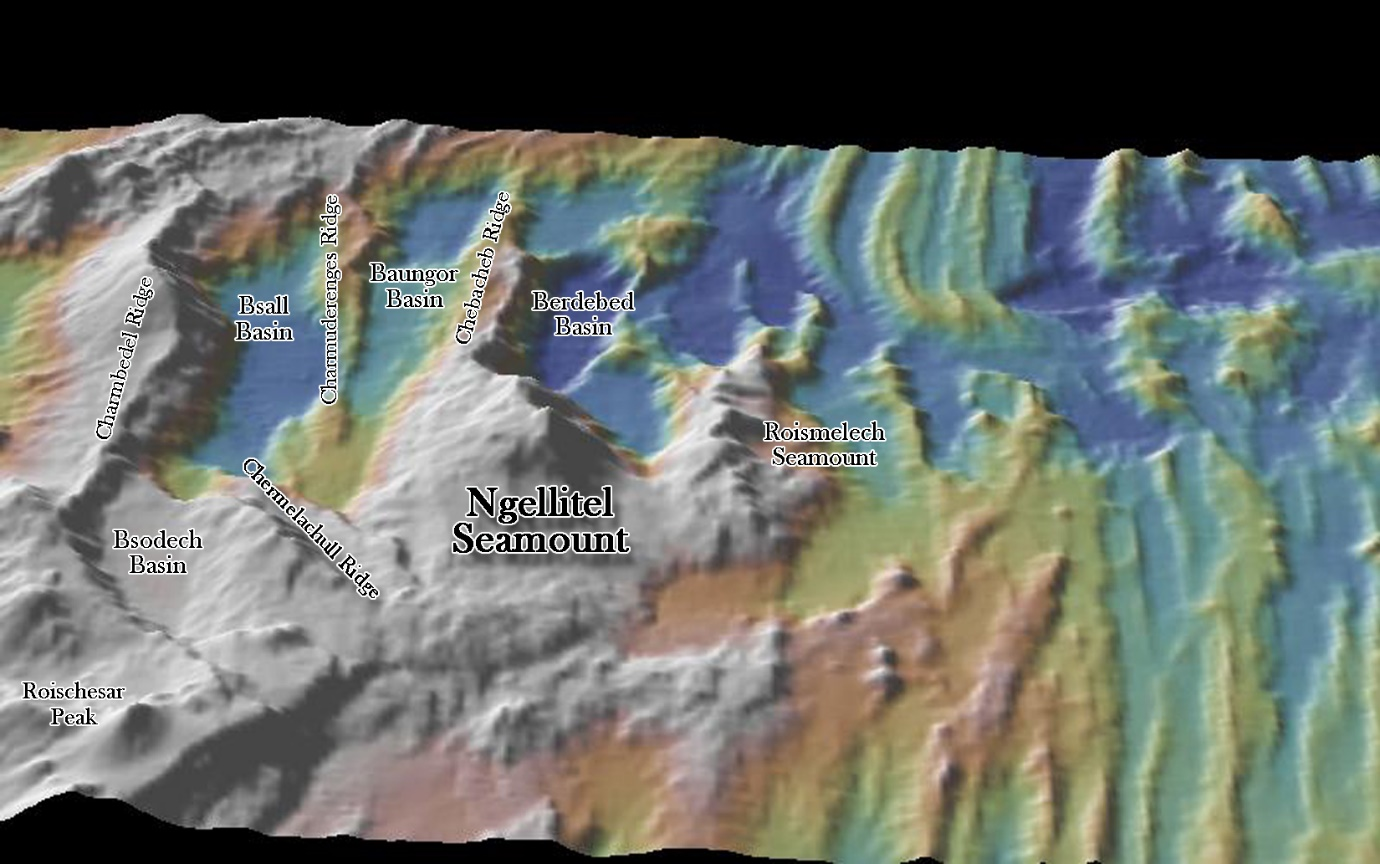 Charmbedel Ridge
Bsall
Basin
Charmuderenges Ridge
Baungor
Basin
Chebacheb Ridge
Berdebed
Basin
Roismelech
Seamount
Chermelachull Ridge
Ngellitel
Seamount
Bsodech
Basin
Roischesar
Peak